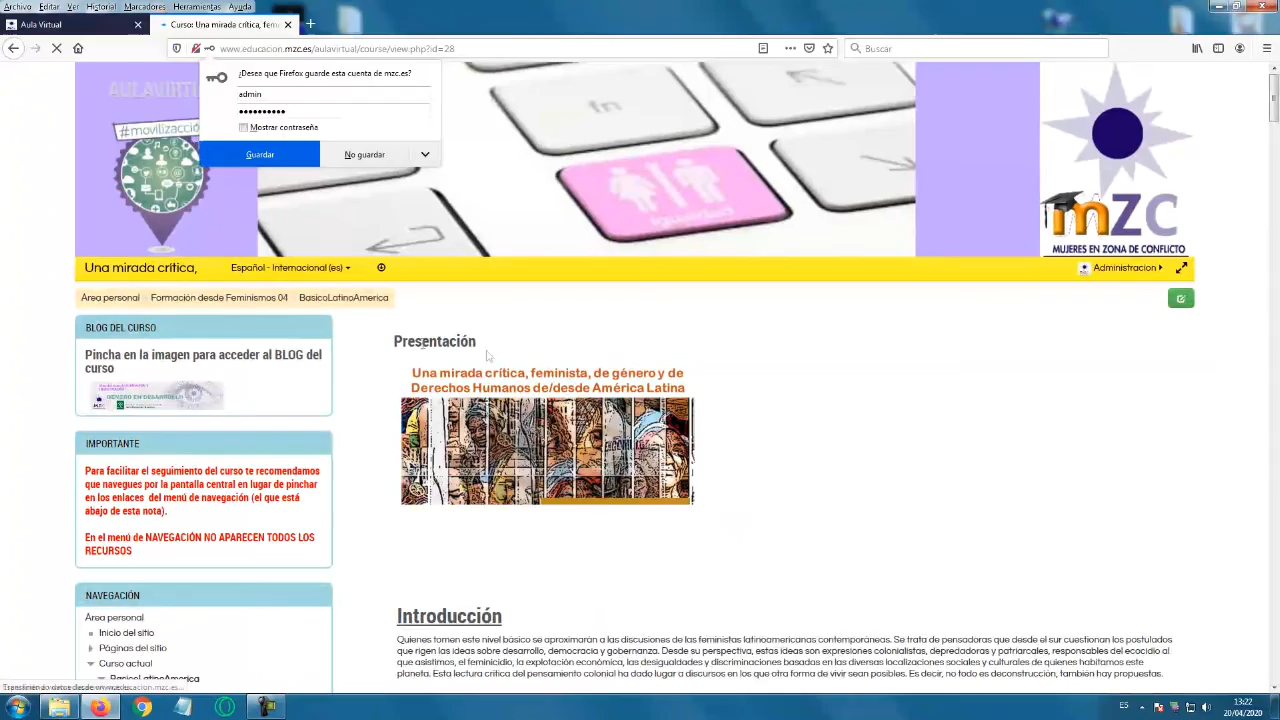 Archivo Editar Ver Historial Marcadores Herramientas Ayuda
Aula Virtual
Curso: Una mirada crítica, fem
www.educacion.mzc.es/aulavirtual/course/view.php?id=28
Buscar
¿Desea que Firefox guarde esta cuenta de mzc.es?
admin
••••••••••
Mostrar contraseña
Guardar
No guardar
#movilizacció
fn
igualdad
mZC
MUJERES EN ZONA DE CONFLICTO
Una mirada crítica,
Español - Internacional (es)
Administracion
Área personal Formación desde Feminismos 04 BasicoLatinoAmerica
BLOG DEL CURSO
Pincha en la imagen para acceder al BLOG del
curso
IMPORTANTE
Para facilitar el seguimiento del curso te recomendamos
que navegues por la pantalla central en lugar de pinchar
en los enlaces del menú de navegación (el que está
abajo de esta nota).
En el menú de NAVEGACIÓN NO APARECEN TODOS LOS
RECURSOS
NAVEGACIÓN
Área personal
Inicio del sitio
Páginas del sitio
Curso actual
BasicoLatinoAmerica
Presentación
Una mirada crítica, feminista, de género y de
Derechos Humanos de/desde América Latina
Introducción
Quienes tomen este nivel básico se aproximarán a las discusiones de las feministas latinoamericanas contemporáneas. Se trata de pensadoras que desde el sur cuestionan los postulados
que rigen las ideas sobre desarrollo, democracia y gobernanza. Desde su perspectiva, estas ideas son expresiones colonialistas, depredadoras y patriarcales, responsables del ecocidio al
que asistimos, el feminicidio, la explotación económica, las desigualdades y discriminaciones basadas en las diversas localizaciones sociales y culturales de quienes habitamos este
planeta. Esta lectura crítica del pensamiento colonial ha dado lugar a discursos en los que otra forma de vivir sean posibles. Es decir, no todo es deconstrucción, también hay propuestas.
ES
13:22
20/04/2020